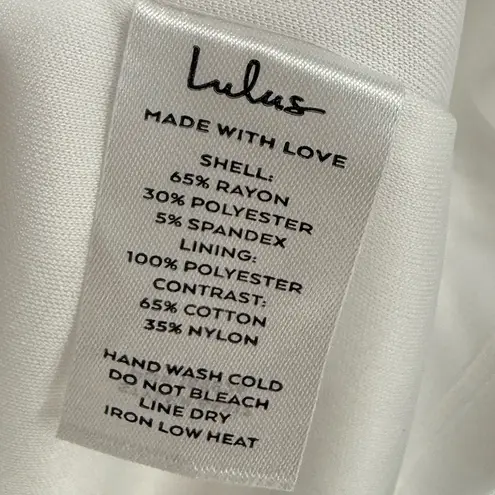 Lulus
MADE WITH LOVE
SHELL:
65% RAYON
30% POLYESTER
5% SPANDEX
LINING:
100% POLYESTER
CONTRAST:
65% COTTON
35% NYLON
HAND WASH COLD
DO NOT BLEACH
LINE DRY
IRON LOW HEAT